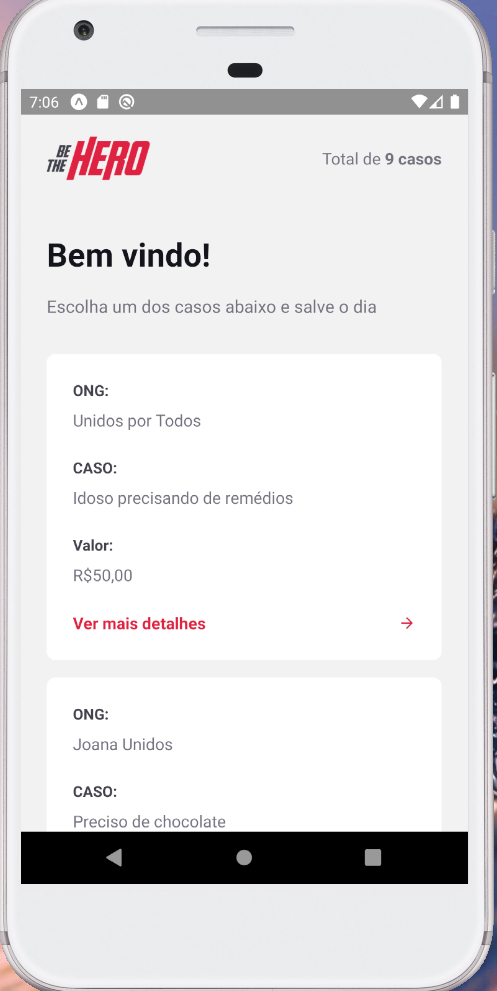 7:06
BE THE HERO
Total de 9 casos
Bem vindo!
Escolha um dos casos abaixo e salve o dia
ONG:
Unidos por Todos
CASO:
Idoso precisando de remédios
Valor:
R$50,00
Ver mais detalhes
ONG:
Joana Unidos
CASO:
Preciso de chocolate